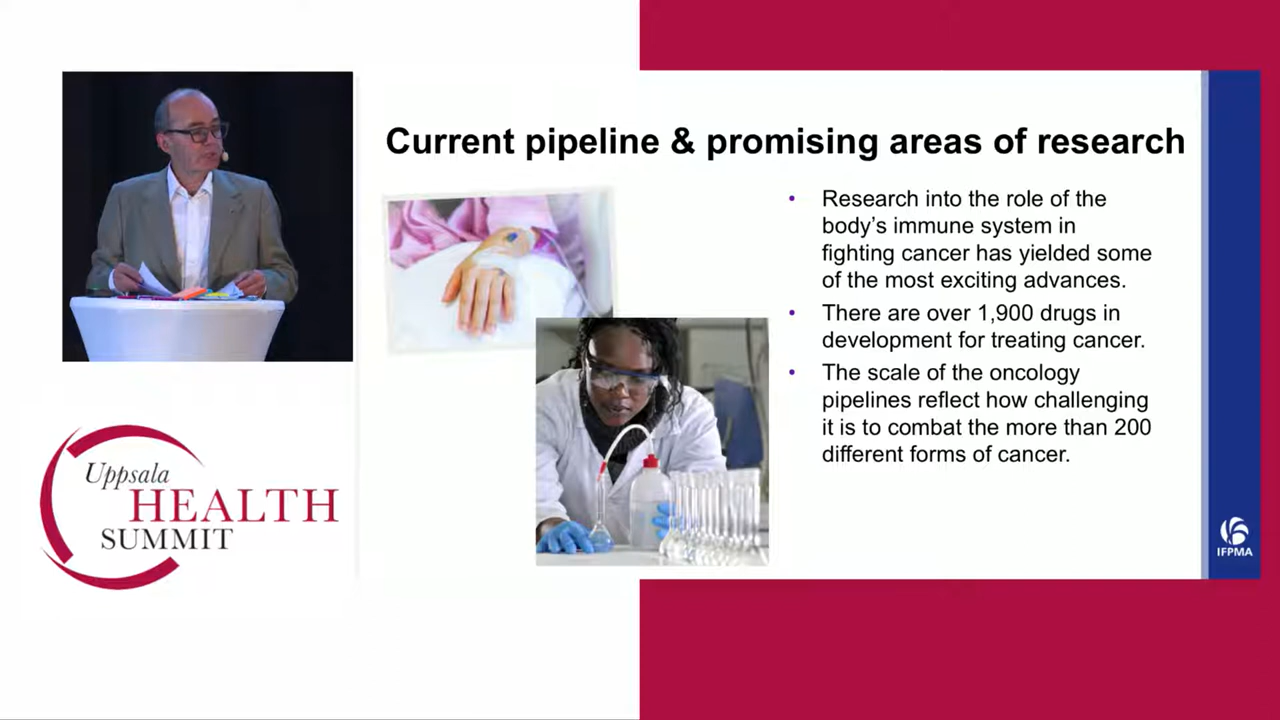 Current pipeline & promising areas of research
• Research into the role of the
body’s immune system in
fighting cancer has yielded some
of the most exciting advances.
• There are over 1,900 drugs in
development for treating cancer.
• The scale of the oncology
pipelines reflect how challenging
it is to combat the more than 200
different forms of cancer.
Uppsala
HEALTH
SUMMIT
IFPMA